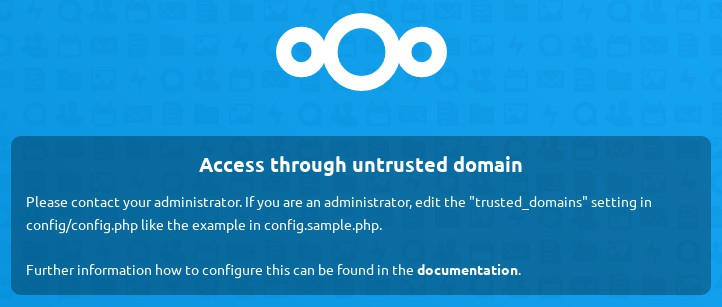 Access through untrusted domain
Please contact your administrator. If you are an administrator, edit the "trusted_domains" setting in
config/config.php like the example in config.sample.php.
Further information how to configure this can be found in the documentation.